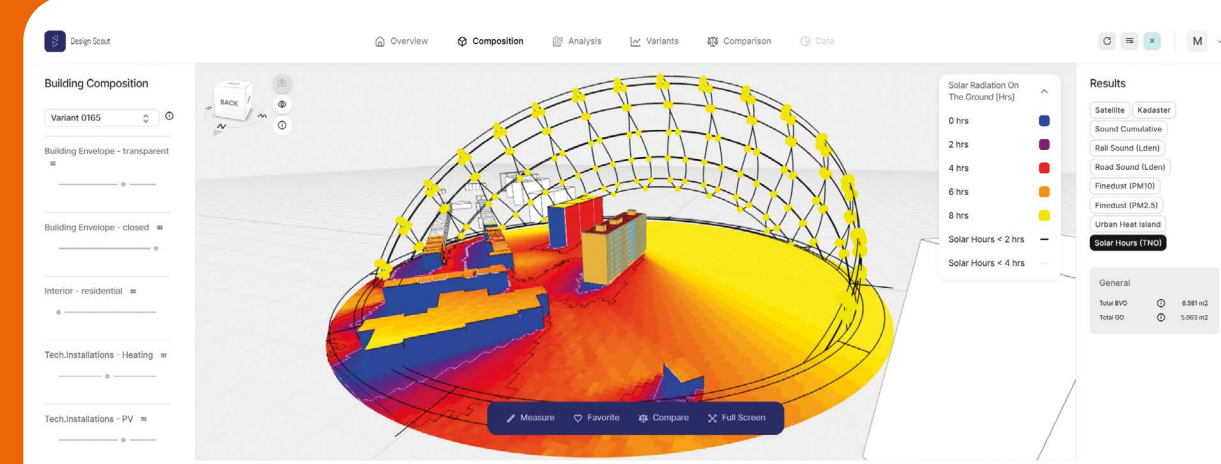 Design Scout
Overview
Composition
Analysis
Variants
Comparison
Data
M
Building Composition
Variant 0165
Building Envelope - transparent
Building Envelope - closed
Interior - residential
Tech.Installations - Heating
Tech.Installations - PV
BACK
Solar Radiation On
The Ground [Hrs]
0 hrs
2 hrs
4 hrs
6 hrs
8 hrs
Solar Hours < 2 hrs
Solar Hours < 4 hrs
Measure
Favorite
Compare
Full Screen
Results
Satellite
Kadaster
Sound Cumulative
Rail Sound (Lden)
Road Sound (Lden)
Finedust (PM10)
Finedust (PM2.5)
Urban Heat Island
Solar Hours (TNO)
General
Total BVO 6.581 m2
Total GO 5.063 m2